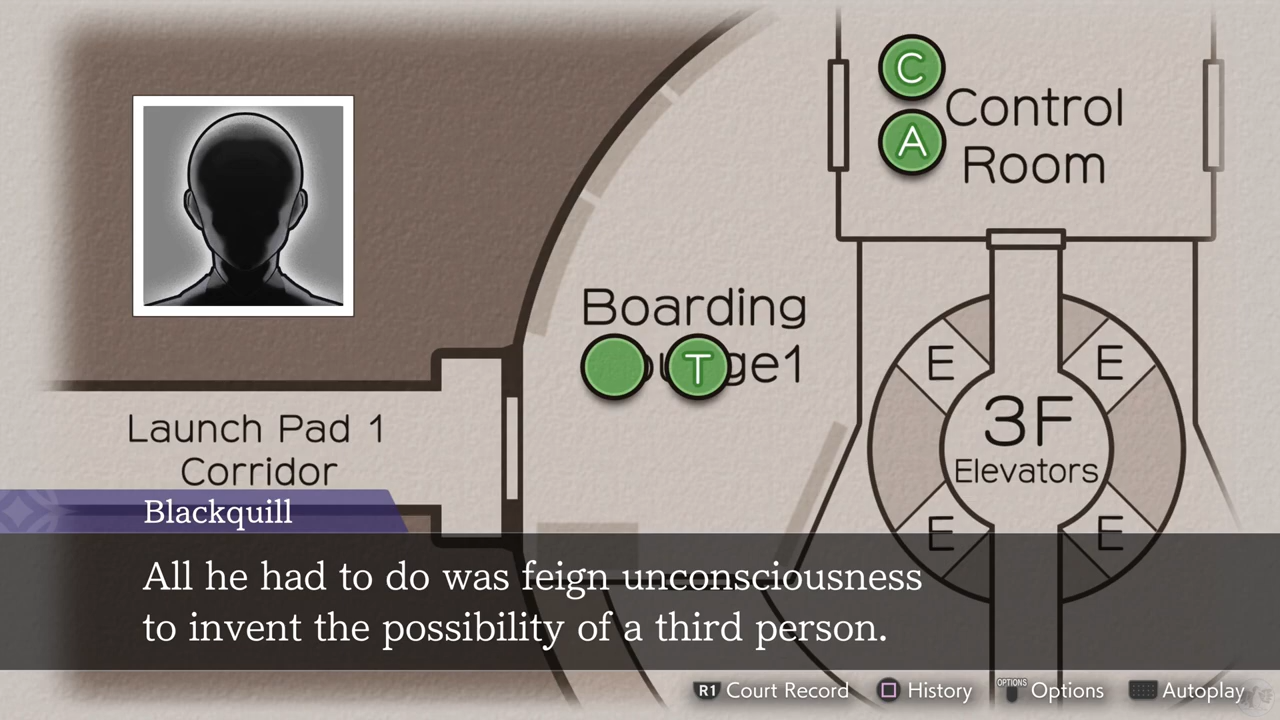 C
Control
A
Room
Boarding
T
ge1
E
E
3F
Elevators
Launch Pad 1
Corridor
E
E
Blackquill
All he had to do was feign unconsciousness
to invent the possibility of a third person.
R1 Court Record
History
OPTIONS Options
Autoplay